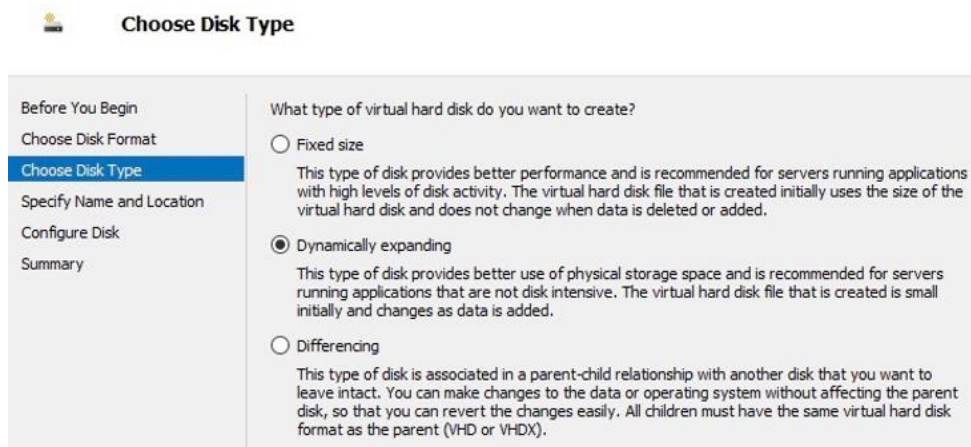 Choose Disk Type
Before You Begin
Choose Disk Format
Choose Disk Type
Specify Name and Location
Configure Disk
Summary
What type of virtual hard disk do you want to create?
Fixed size
This type of disk provides better performance and is recommended for servers running applications
with high levels of disk activity. The virtual hard disk file that is created initially uses the size of the
virtual hard disk and does not change when data is deleted or added.
Dynamically expanding
This type of disk provides better use of physical storage space and is recommended for servers
running applications that are not disk intensive. The virtual hard disk file that is created is small
initially and changes as data is added.
Differencing
This type of disk is associated in a parent-child relationship with another disk that you want to
leave intact. You can make changes to the data or operating system without affecting the parent
disk, so that you can revert the changes easily. All children must have the same virtual hard disk
format as the parent (VHD or VHDX).